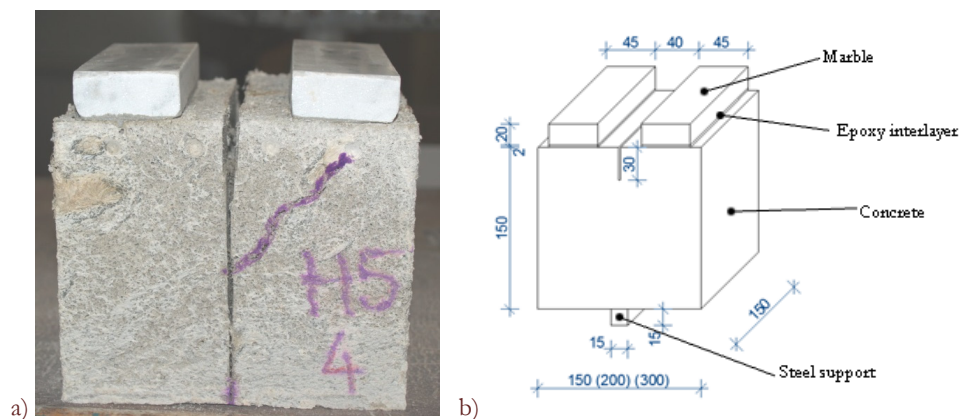 a)
H5
4
b)
45 40 45
Marble
Epoxy interlayer
20
2
30
150
Concrete
150
15
15
Steel support
150 (200) (300)